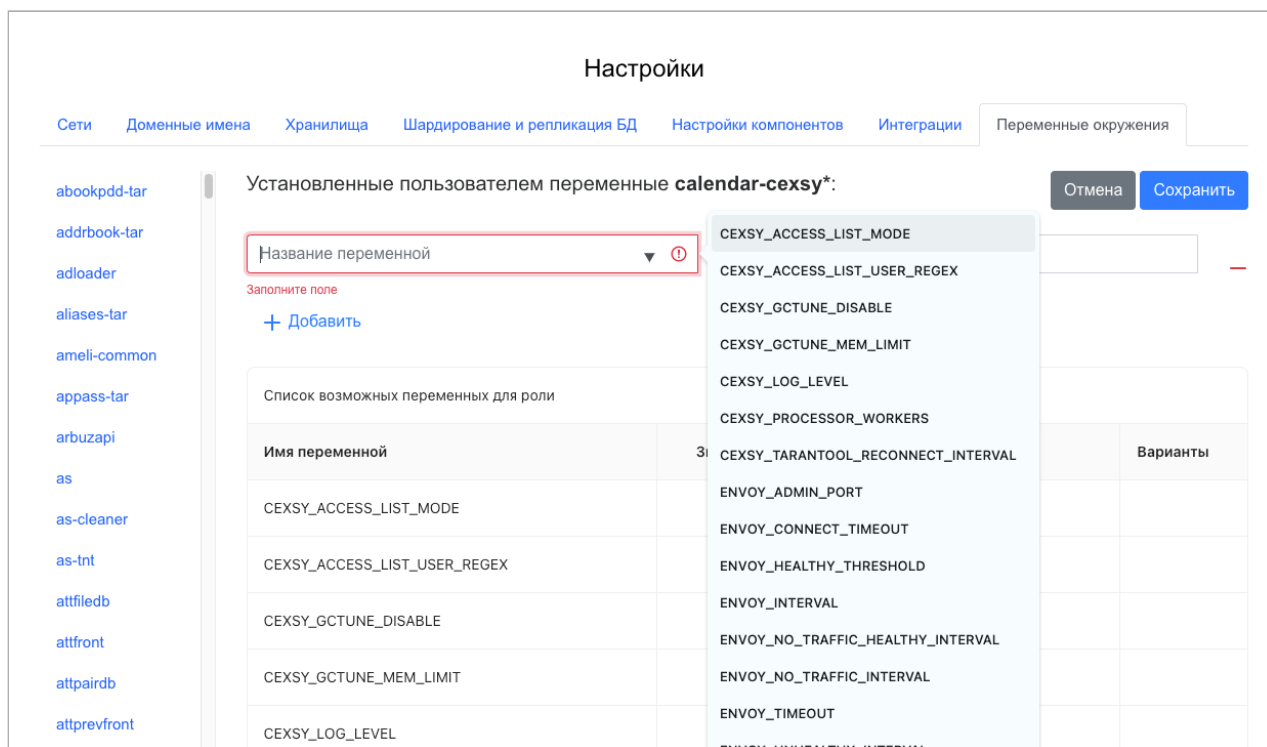 Настройки
Сети Доменные имена Хранилища Шардирование и репликация БД Настройки компонентов Интеграции Переменные окружения
abookpdd-tar
addrbook-tar
adloader
aliases-tar
ameli-common
appass-tar
arbuzapi
as
as-cleaner
as-tnt
attfiledb
attfront
attpairdb
attprevfront
Установленные пользователем переменные calendar-cexsy*:
Отмена Сохранить
Название переменной
Заполните поле
+ Добавить
CEXSY_ACCESS_LIST_MODE
CEXSY_ACCESS_LIST_USER_REGEX
CEXSY_GCTUNE_DISABLE
CEXSY_GCTUNE_MEM_LIMIT
CEXSY_LOG_LEVEL
CEXSY_PROCESSOR_WORKERS
CEXSY_TARANTOOL_RECONNECT_INTERVAL
ENVOY_ADMIN_PORT
ENVOY_CONNECT_TIMEOUT
ENVOY_HEALTHY_THRESHOLD
ENVOY_INTERVAL
ENVOY_NO_TRAFFIC_HEALTHY_INTERVAL
ENVOY_NO_TRAFFIC_INTERVAL
ENVOY_TIMEOUT
Список возможных переменных для роли
Имя переменной Варианты
CEXSY_ACCESS_LIST_MODE
CEXSY_ACCESS_LIST_USER_REGEX
CEXSY_GCTUNE_DISABLE
CEXSY_GCTUNE_MEM_LIMIT
CEXSY_LOG_LEVEL